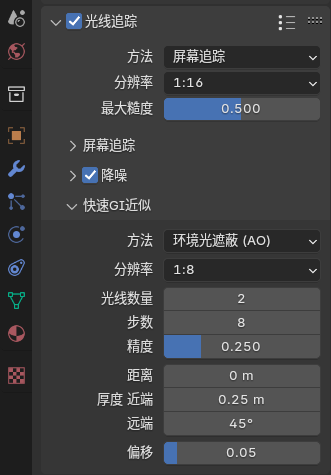 光线追踪
方法 屏幕追踪
分辨率 1:16
最大糙度 0.500
屏幕追踪
降噪
快速GI近似
方法 环境光遮蔽 (AO)
分辨率 1:8
光线数量 2
步数 8
精度 0.250
距离 0 m
厚度 近端 0.25 m
远端 45°
偏移 0.05